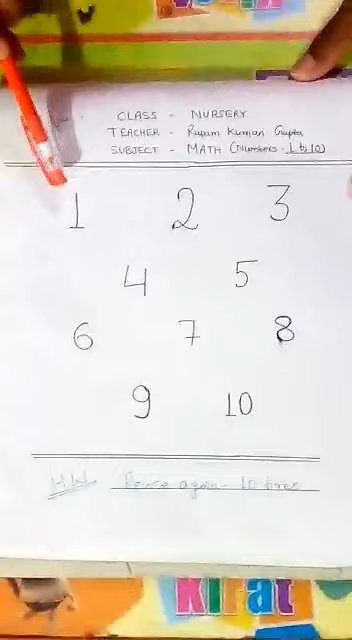 CLASS - NURSERY
TEACHER - Rupam Kumari Gupta
SUBJECT - MATH (Numbers - 1 to 10)
1 2 3
4 5
6 7 8
9 10
H.W. Revise again - 10 times
KIRAT